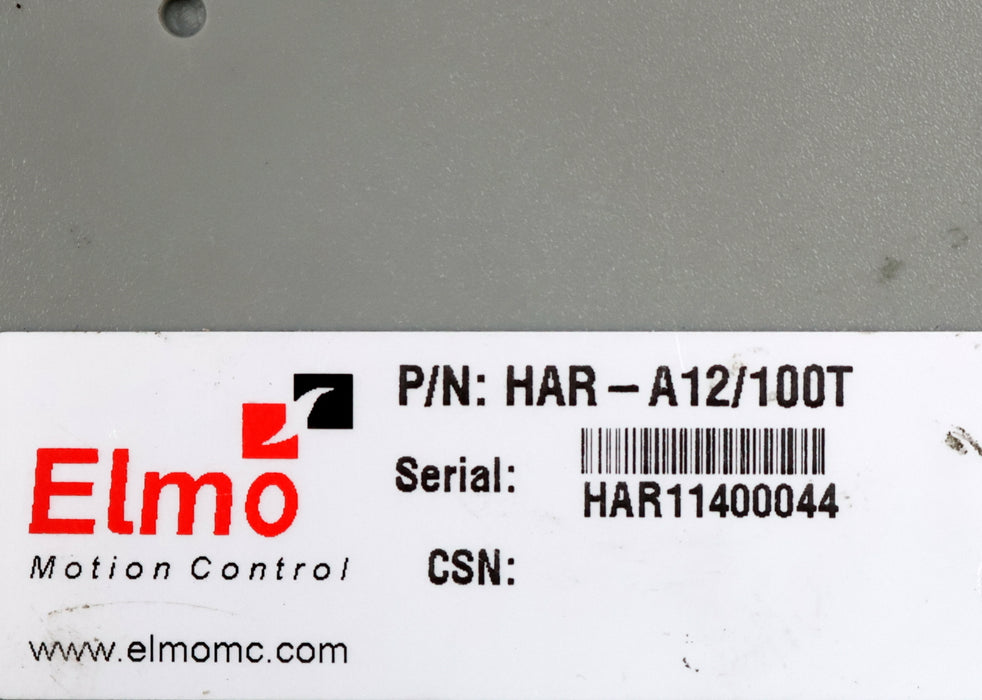 P/N: HAR – A12/100T
Serial:
HAR11400044
CSN:
Elmo
Motion Control
www.elmomc.com